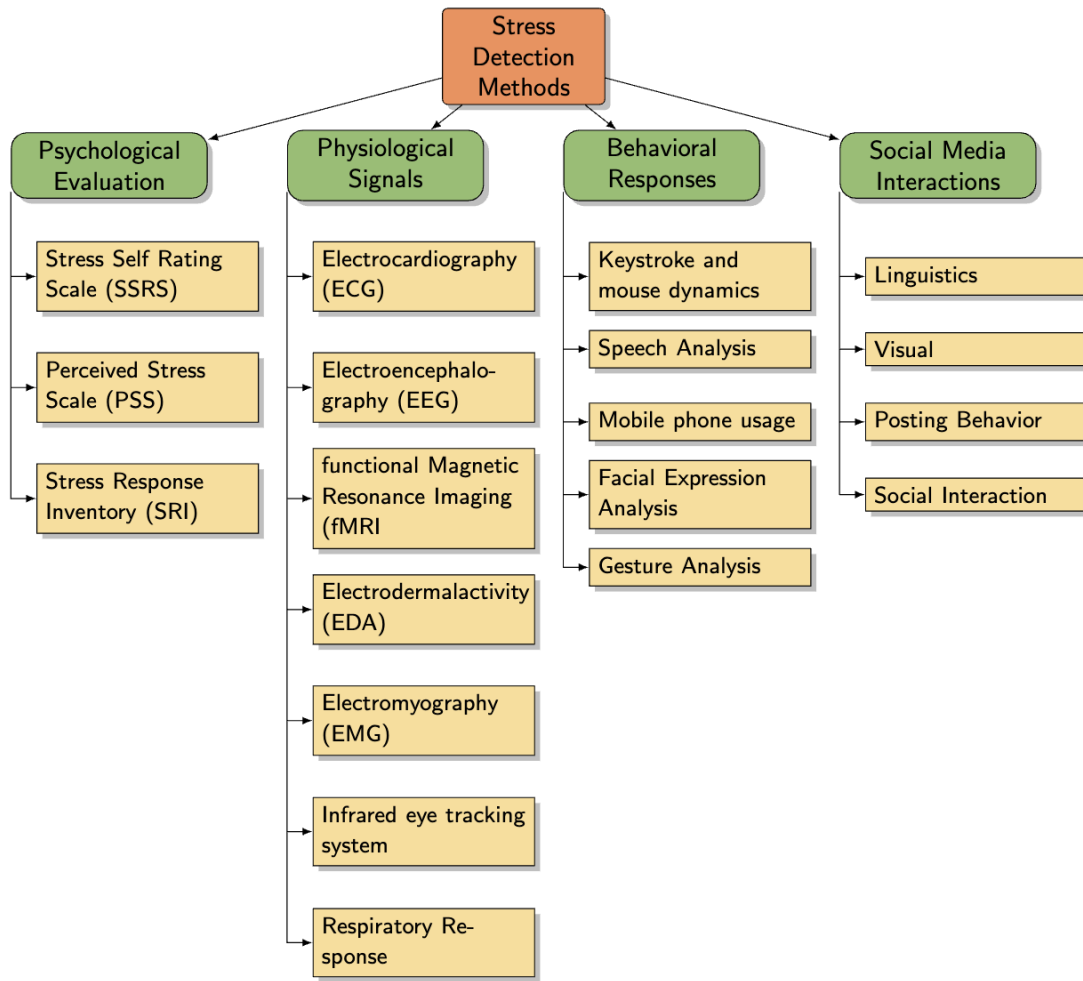 Stress
Detection
Methods
Psychological
Evaluation
Physiological
Signals
Behavioral
Responses
Social Media
Interactions
Stress Self Rating
Scale (SSRS)
Perceived Stress
Scale (PSS)
Stress Response
Inventory (SRI)
Electrocardiography
(ECG)
Electroencephalo-
graphy (EEG)
functional Magnetic
Resonance Imaging
(fMRI
Electrodermalactivity
(EDA)
Electromyography
(EMG)
Infrared eye tracking
system
Respiratory Re-
sponse
Keystroke and
mouse dynamics
Speech Analysis
Mobile phone usage
Facial Expression
Analysis
Gesture Analysis
Linguistics
Visual
Posting Behavior
Social Interaction